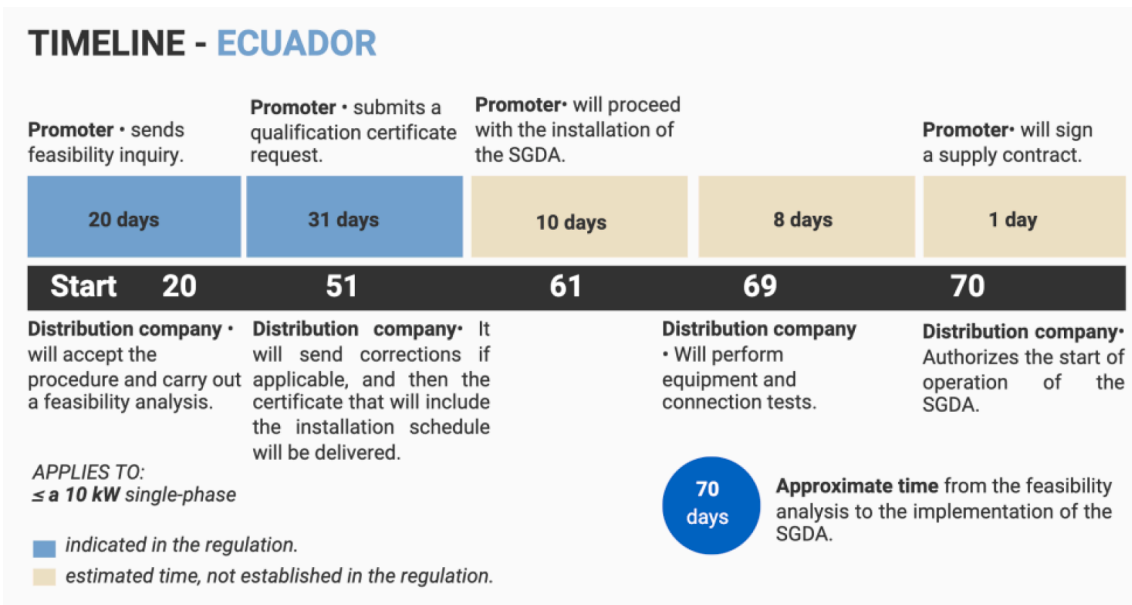 TIMELINE - ECUADOR
Promoter • sends
feasibility inquiry.
Promoter • submits a
qualification certificate
request.
Promoter• will proceed
with the installation of
the SGDA.
Promoter• will sign
a supply contract.
20 days
31 days
10 days
8 days
1 day
Start 20 51 61 69 70
Distribution company •
will accept the
procedure and carry out
a feasibility analysis.
Distribution company• It
will send corrections if
applicable, and then the
certificate that will include
the installation schedule
will be delivered.
Distribution company
• Will perform
equipment and
connection tests.
Distribution company•
Authorizes the start of
operation of the
SGDA.
APPLIES TO:
≤ a 10 kW single-phase
indicated in the regulation.
estimated time, not established in the regulation.
70
days
Approximate time from the feasibility
analysis to the implementation of the
SGDA.